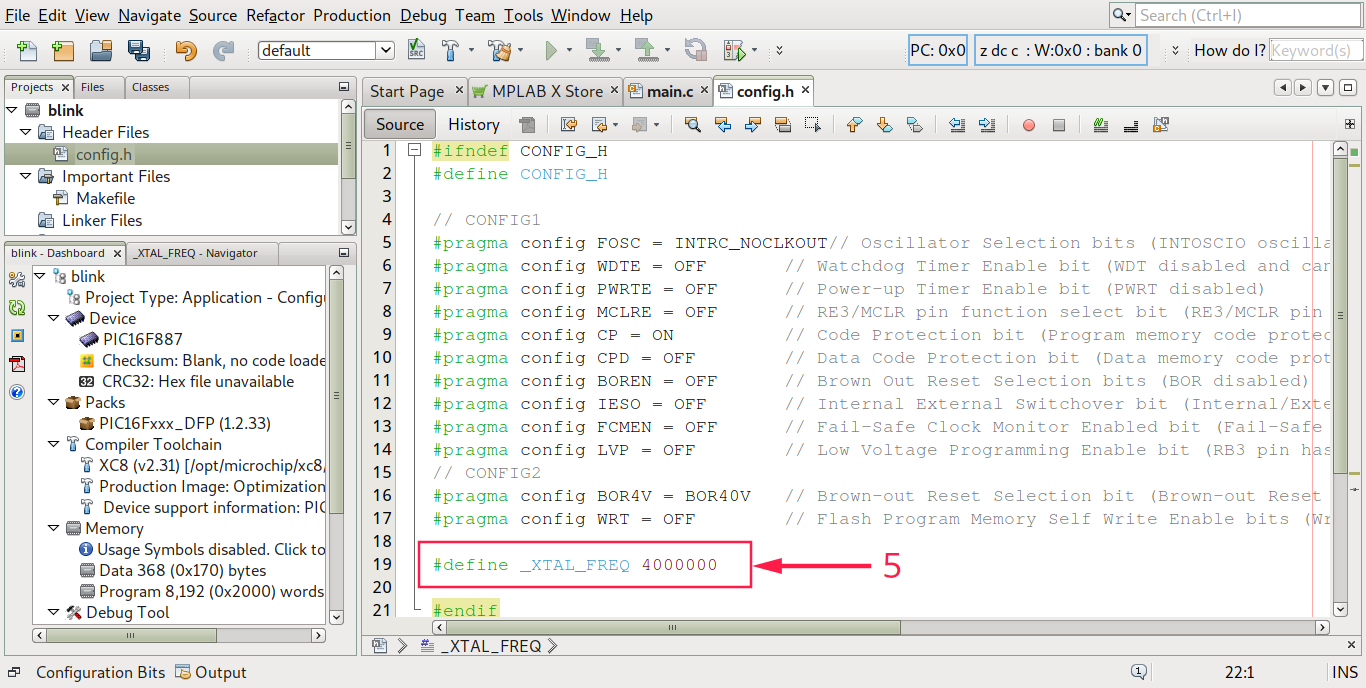 File Edit View Navigate Source Refactor Production Debug Team Tools Window Help
Search (Ctrl+I)
default
SRC
PC: 0x0
z dc c : W:0x0 : bank 0
How do I?
Keyword(s)
Projects
Files
Classes
blink
Header Files
config.h
Important Files
Makefile
Linker Files
blink - Dashboard
_XTAL_FREQ - Navigator
blink
Project Type: Application - Configu
Device
PIC16F887
Checksum: Blank, no code loade
CRC32: Hex file unavailable
Packs
PIC16Fxxx_DFP (1.2.33)
Compiler Toolchain
XC8 (v2.31) [/opt/microchip/xc8/
Production Image: Optimization
Device support information: PIC
Memory
Usage Symbols disabled. Click to
Data 368 (0x170) bytes
Program 8,192 (0x2000) words
Debug Tool
Start Page
MPLAB X Store
main.c
config.h
Source
History
1 #ifndef CONFIG_H
2 #define CONFIG_H
3
4 // CONFIG1
5 #pragma config FOSC = INTRC_NOCLKOUT// Oscillator Selection bits (INTOSCIO oscilla
6 #pragma config WDTE = OFF // Watchdog Timer Enable bit (WDT disabled and can
7 #pragma config PWRTE = OFF // Power-up Timer Enable bit (PWRT disabled)
8 #pragma config MCLRE = OFF // RE3/MCLR pin function select bit (RE3/MCLR pin
9 #pragma config CP = ON // Code Protection bit (Program memory code protec
10 #pragma config CPD = OFF // Data Code Protection bit (Data memory code prot
11 #pragma config BOREN = OFF // Brown Out Reset Selection bits (BOR disabled)
12 #pragma config IESO = OFF // Internal External Switchover bit (Internal/Exte
13 #pragma config FCMEN = OFF // Fail-Safe Clock Monitor Enabled bit (Fail-Safe
14 #pragma config LVP = OFF // Low Voltage Programming Enable bit (RB3 pin has
15 // CONFIG2
16 #pragma config BOR4V = BOR40V // Brown-out Reset Selection bit (Brown-out Reset
17 #pragma config WRT = OFF // Flash Program Memory Self Write Enable bits (Wr
18
19 #define _XTAL_FREQ 4000000
5
20
21 #endif
_XTAL_FREQ
Configuration Bits
Output
1
22:1
INS